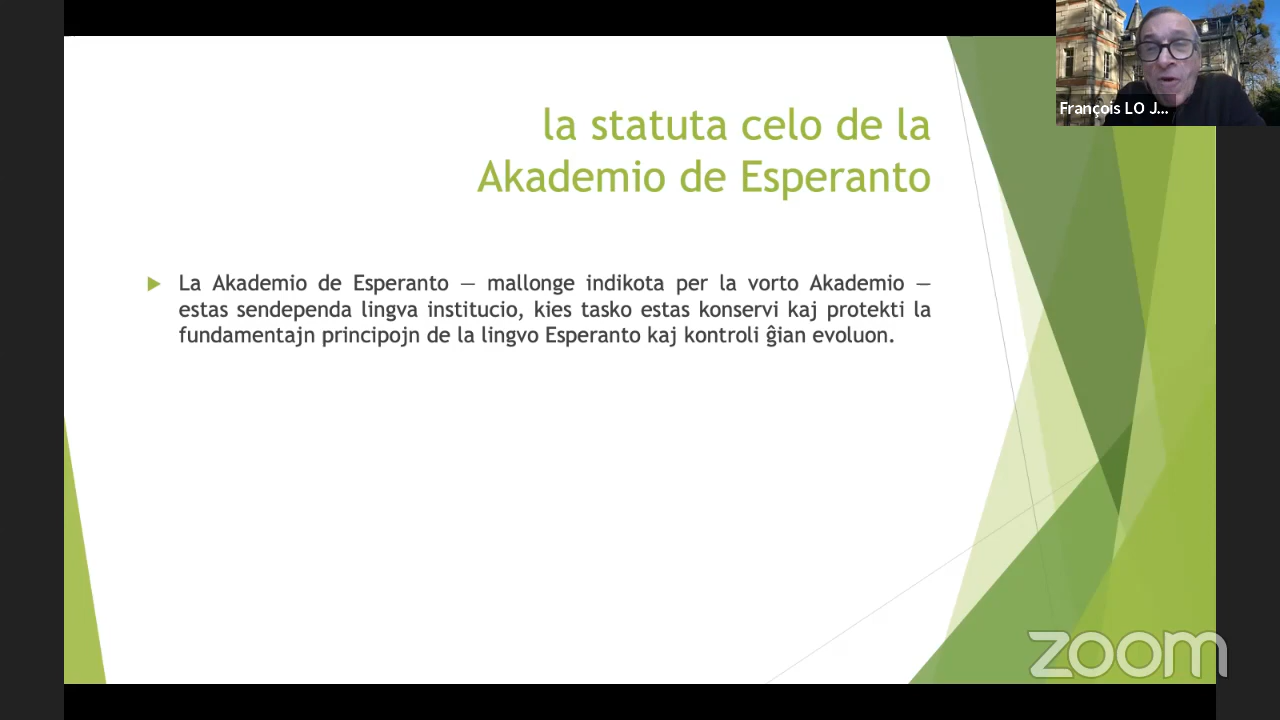 François LO J...
la statuta celo de la
Akademio de Esperanto
La Akademio de Esperanto — mallonge indikota per la vorto Akademio —
estas sendependa lingva institucio, kies tasko estas konservi kaj protekti la
fundamentajn principojn de la lingvo Esperanto kaj kontroli ĝian evoluon.
zoom